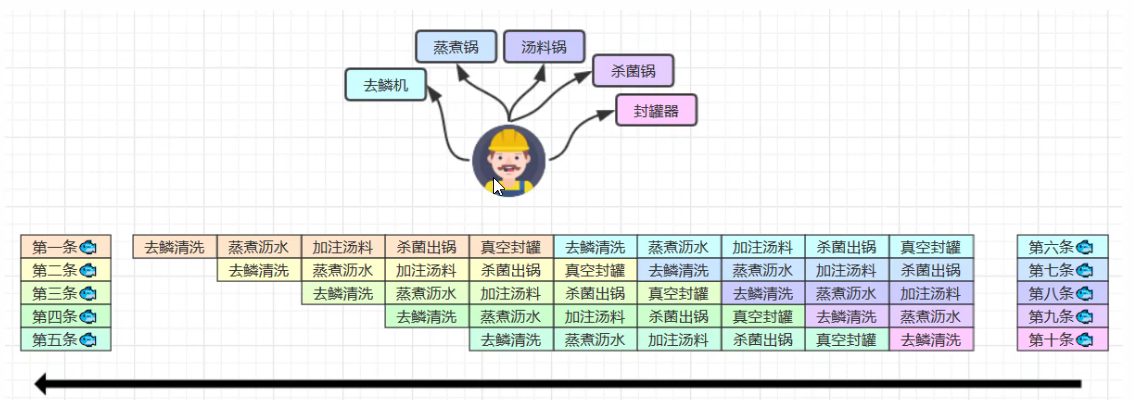 蒸煮锅 汤料锅
杀菌锅
去鳞机
封罐器
第一条 去鳞清洗 蒸煮沥水 加注汤料 杀菌出锅 真空封罐 去鳞清洗 蒸煮沥水 加注汤料 杀菌出锅 真空封罐 第六条
第二条 去鳞清洗 蒸煮沥水 加注汤料 杀菌出锅 真空封罐 去鳞清洗 蒸煮沥水 加注汤料 杀菌出锅 第七条
第三条 去鳞清洗 蒸煮沥水 加注汤料 杀菌出锅 真空封罐 去鳞清洗 蒸煮沥水 加注汤料 第八条
第四条 去鳞清洗 蒸煮沥水 加注汤料 杀菌出锅 真空封罐 去鳞清洗 蒸煮沥水 第九条
第五条 去鳞清洗 蒸煮沥水 加注汤料 杀菌出锅 真空封罐 去鳞清洗 第十条